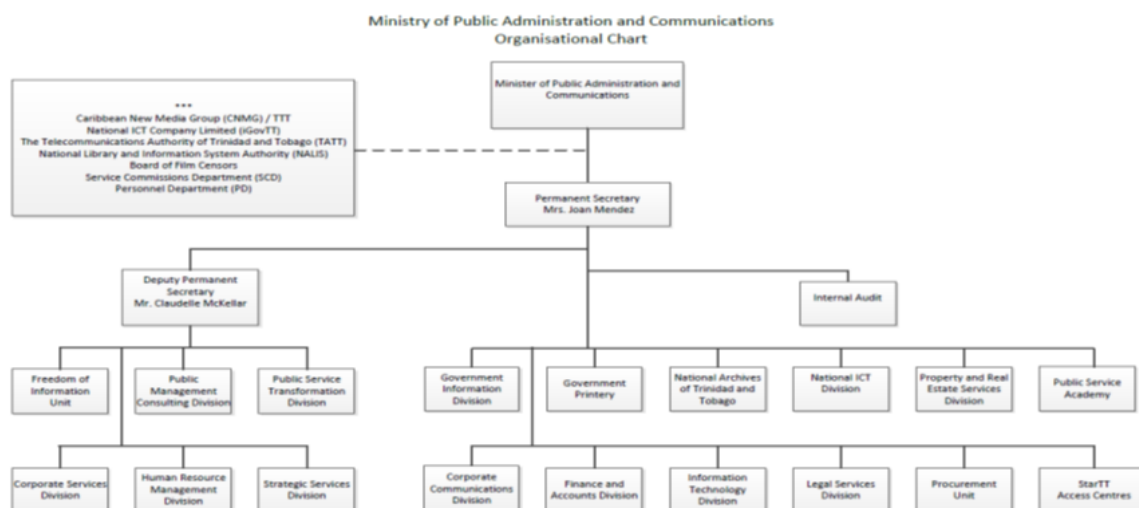 Ministry of Public Administration and Communications
Organisational Chart
Minister of Public Administration and
Communications
***
Caribbean New Media Group (CNMG) / TTT
National ICT Company Limited (iGovTT)
The Telecommunications Authority of Trinidad and Tobago (TATT)
National Library and Information System Authority (NALIS)
Board of Film Censors
Service Commissions Department (SCD)
Personnel Department (PD)
Permanent Secretary
Mrs. Joan Mendez
Deputy Permanent
Secretary
Mr. Claudelle McKellar
Internal Audit
Freedom of
Information
Unit
Public
Management
Consulting Division
Public Service
Transformation
Division
Government
Information
Division
Government
Printery
National Archives
of Trinidad and
Tobago
National ICT
Division
Property and Real
Estate Services
Division
Public Service
Academy
Corporate Services
Division
Human Resource
Management
Division
Strategic Services
Division
Corporate
Communications
Division
Finance and
Accounts Division
Information
Technology Division
Legal Services
Division
Procurement
Unit
StarTT
Access Centres